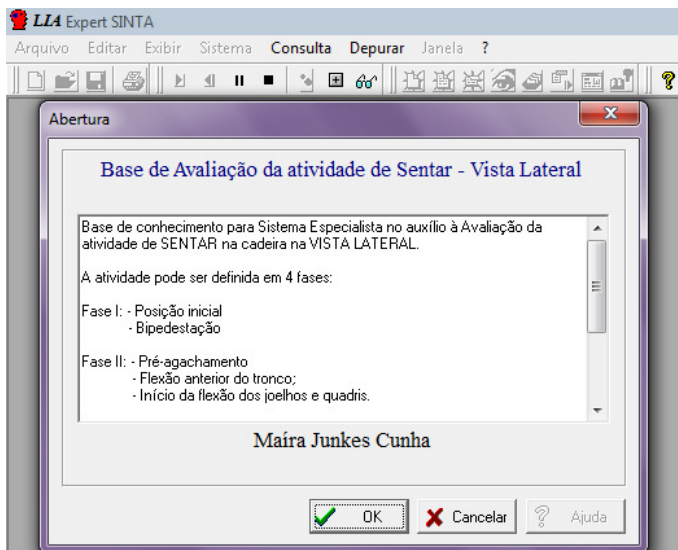 LIA Expert SINTA
Arquivo Editar Exibir Sistema Consulta Depurar Janela ?
Abertura
Base de Avaliação da atividade de Sentar - Vista Lateral
Base de conhecimento para Sistema Especialista no auxílio à Avaliação da
atividade de SENTAR na cadeira na VISTA LATERAL.
A atividade pode ser definida em 4 fases:
Fase I: - Posição inicial
- Bipedestação
Fase II: - Pré-agachamento
- Flexão anterior do tronco;
- Início da flexão dos joelhos e quadris.
Maíra Junkes Cunha
OK Cancelar Ajuda